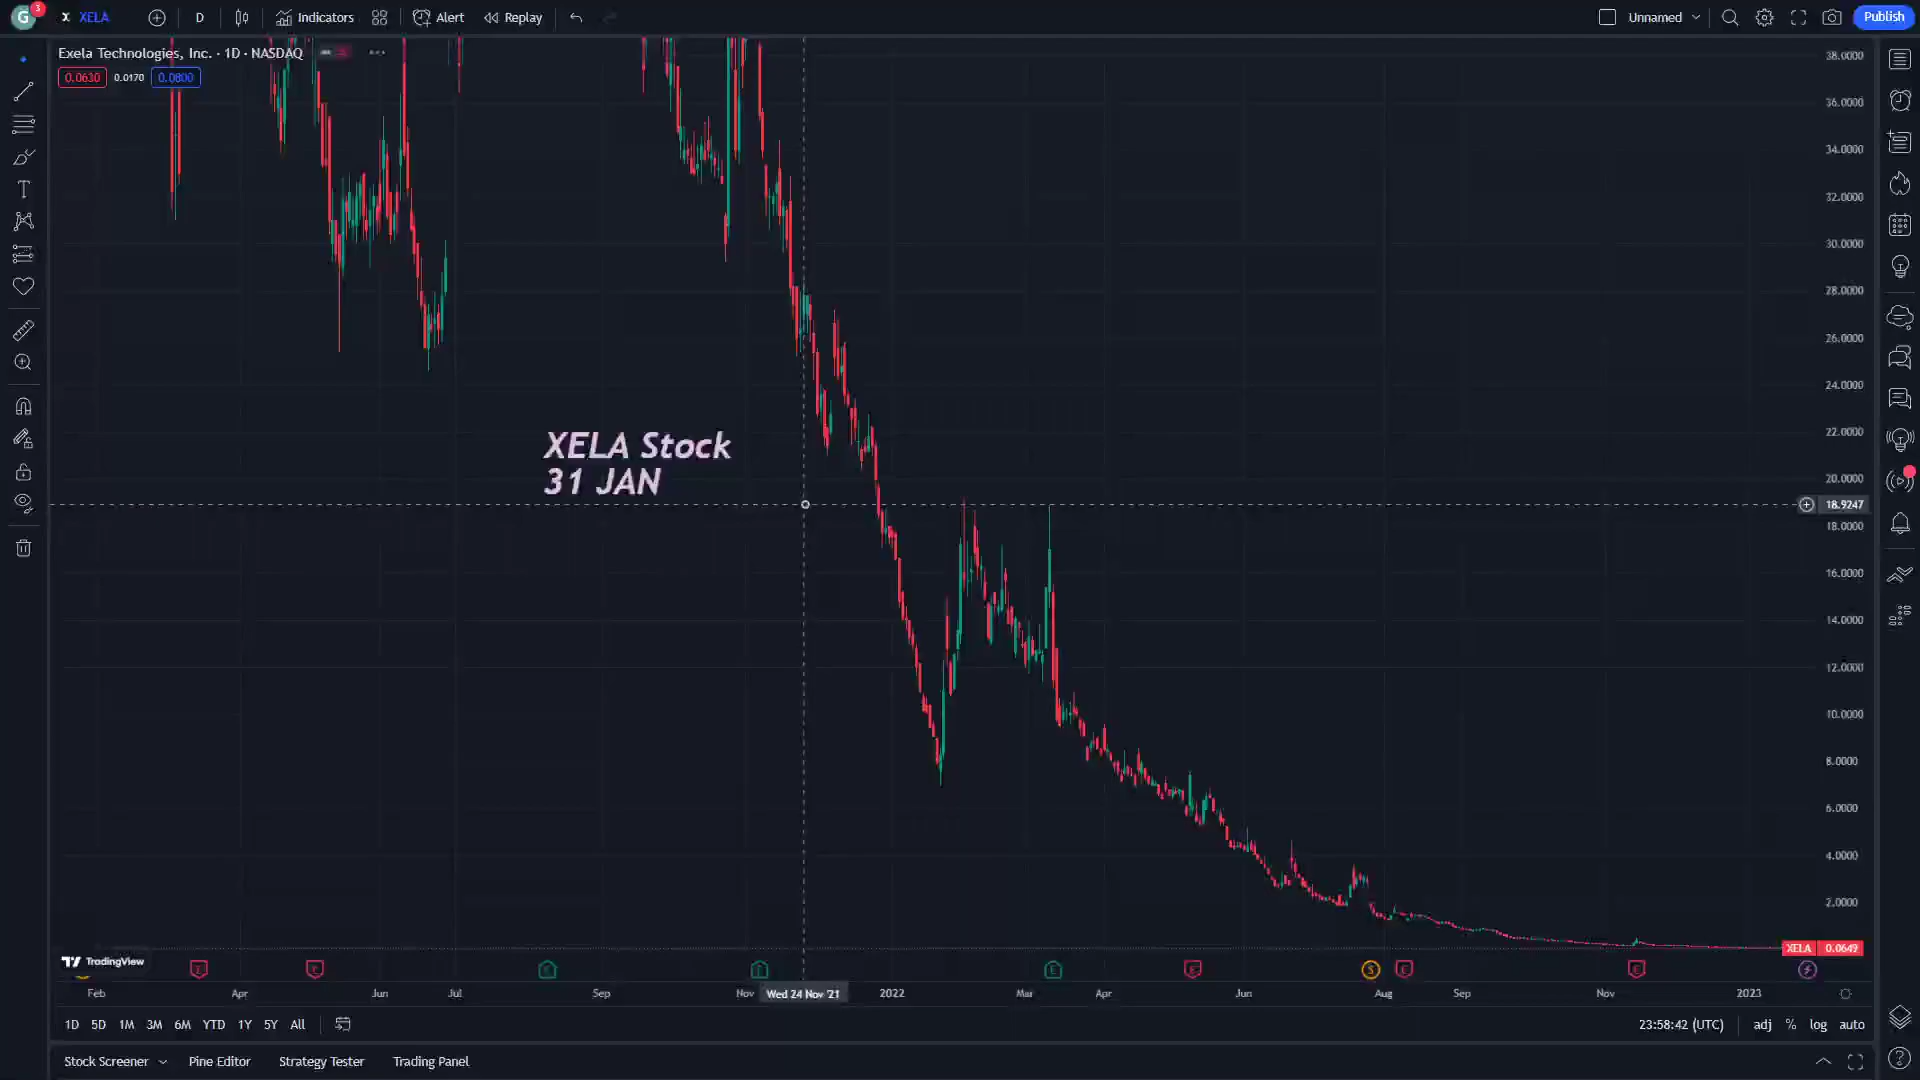 G 3 XELA D Indicators Alert Replay Unnamed Publish
Exela Technologies, Inc. · 1D · NASDAQ
0.0630 0.0170 0.0800
38.0000
36.0000
34.0000
32.0000
30.0000
28.0000
26.0000
24.0000
22.0000
XELA Stock
31 JAN
20.0000
18.9247
18.0000
16.0000
14.0000
12.0000
10.0000
8.0000
6.0000
4.0000
2.0000
XELA 0.0649
TradingView
Feb Apr Jun Jul Sep Nov Wed 24 Nov '21 2022 Mar Apr Jun Aug Sep Nov 2023
1D 5D 1M 3M 6M YTD 1Y 5Y All 23:58:42 (UTC) adj % log auto
Stock Screener Pine Editor Strategy Tester Trading Panel